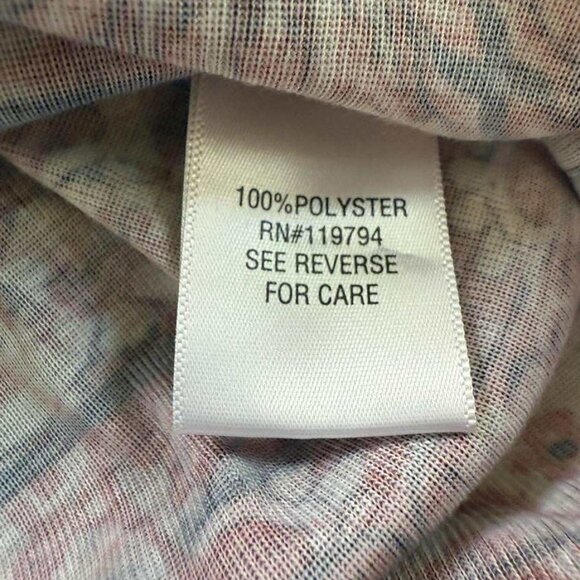 100%POLYSTER
RN#119794
SEE REVERSE
FOR CARE